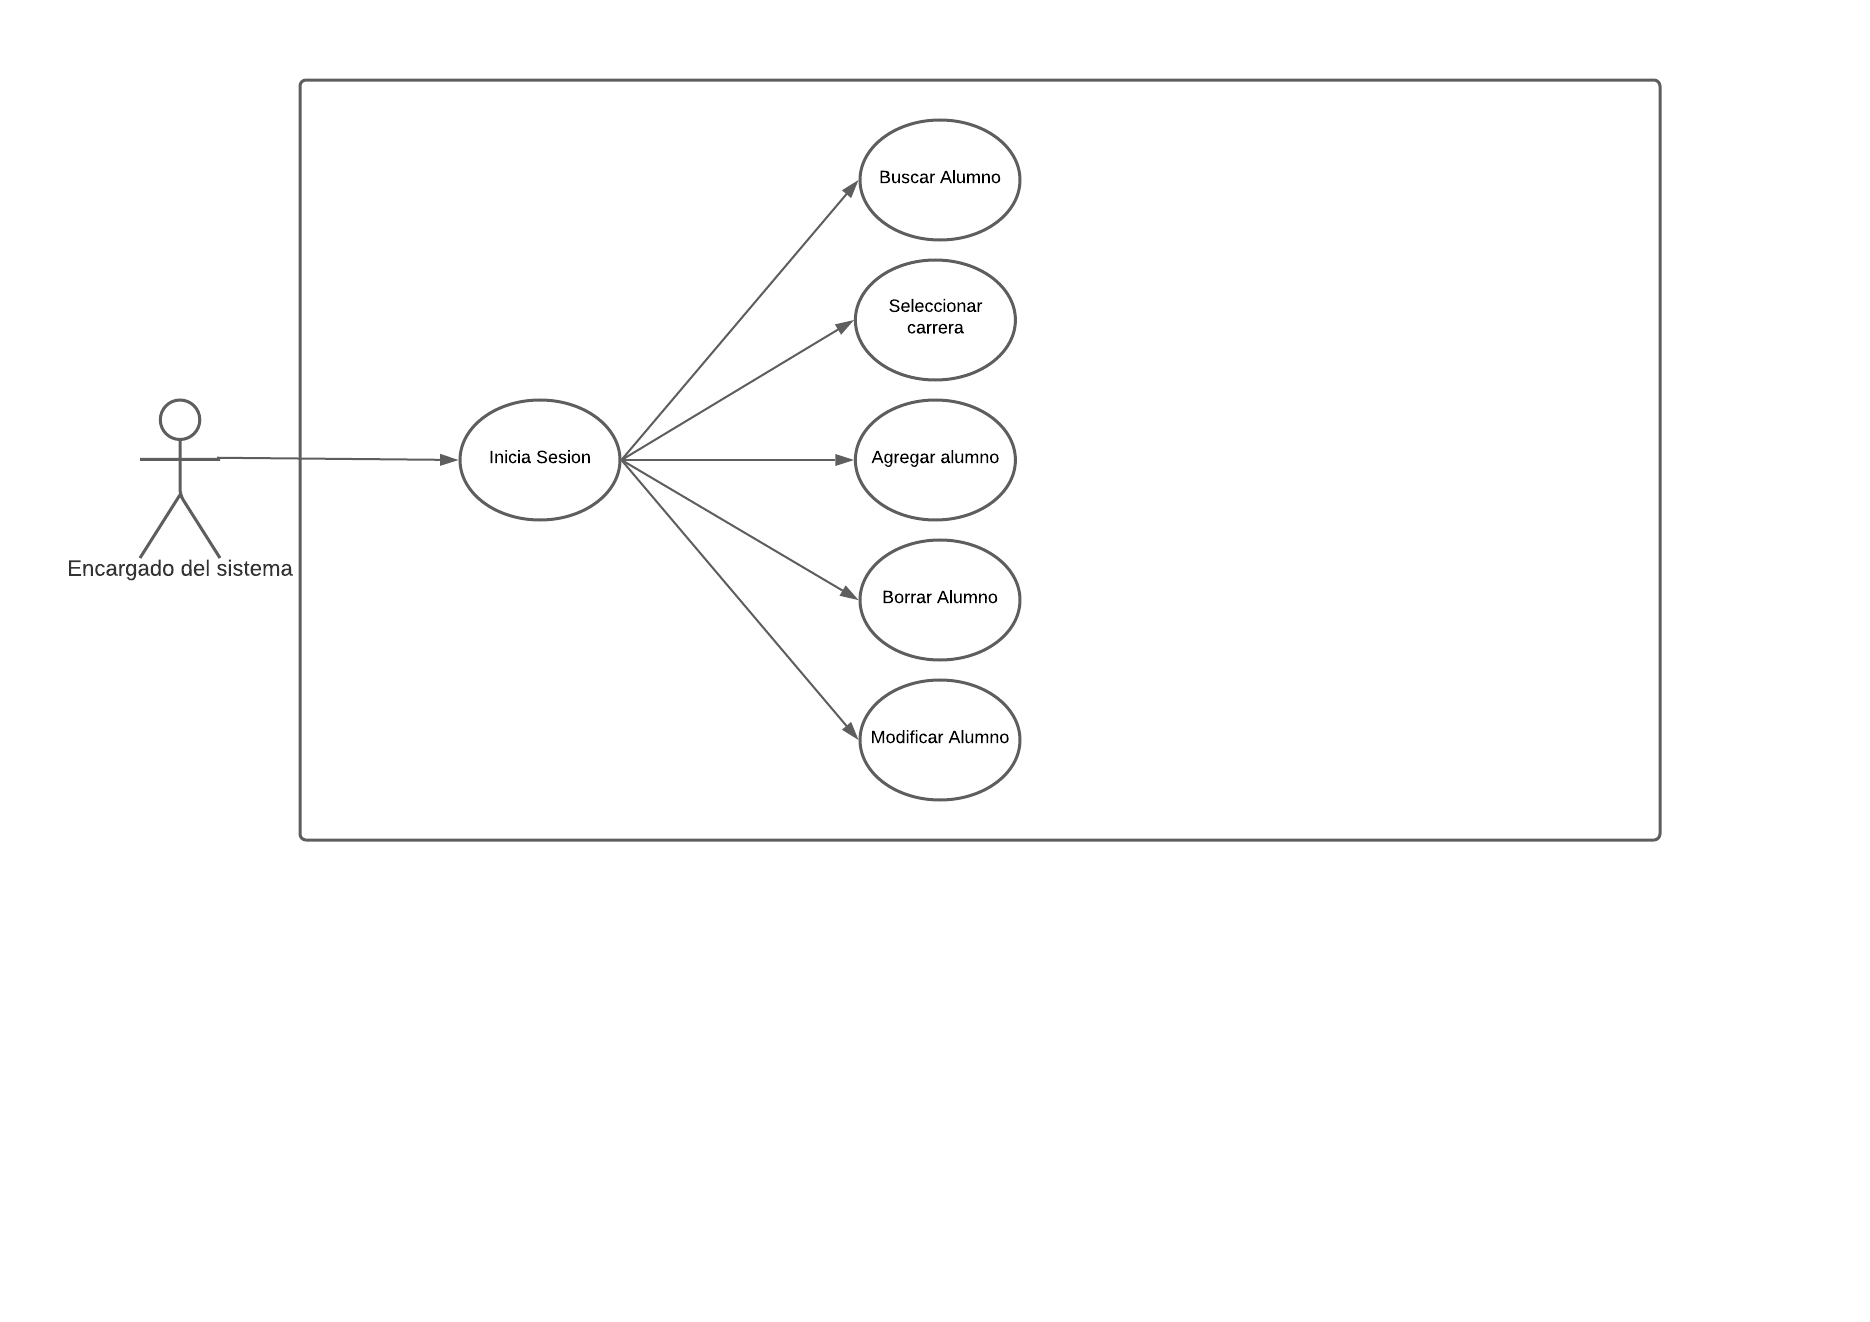 Buscar Alumno
Seleccionar
carrera
Inicia Sesion
Agregar alumno
Encargado del sistema
Borrar Alumno
Modificar Alumno